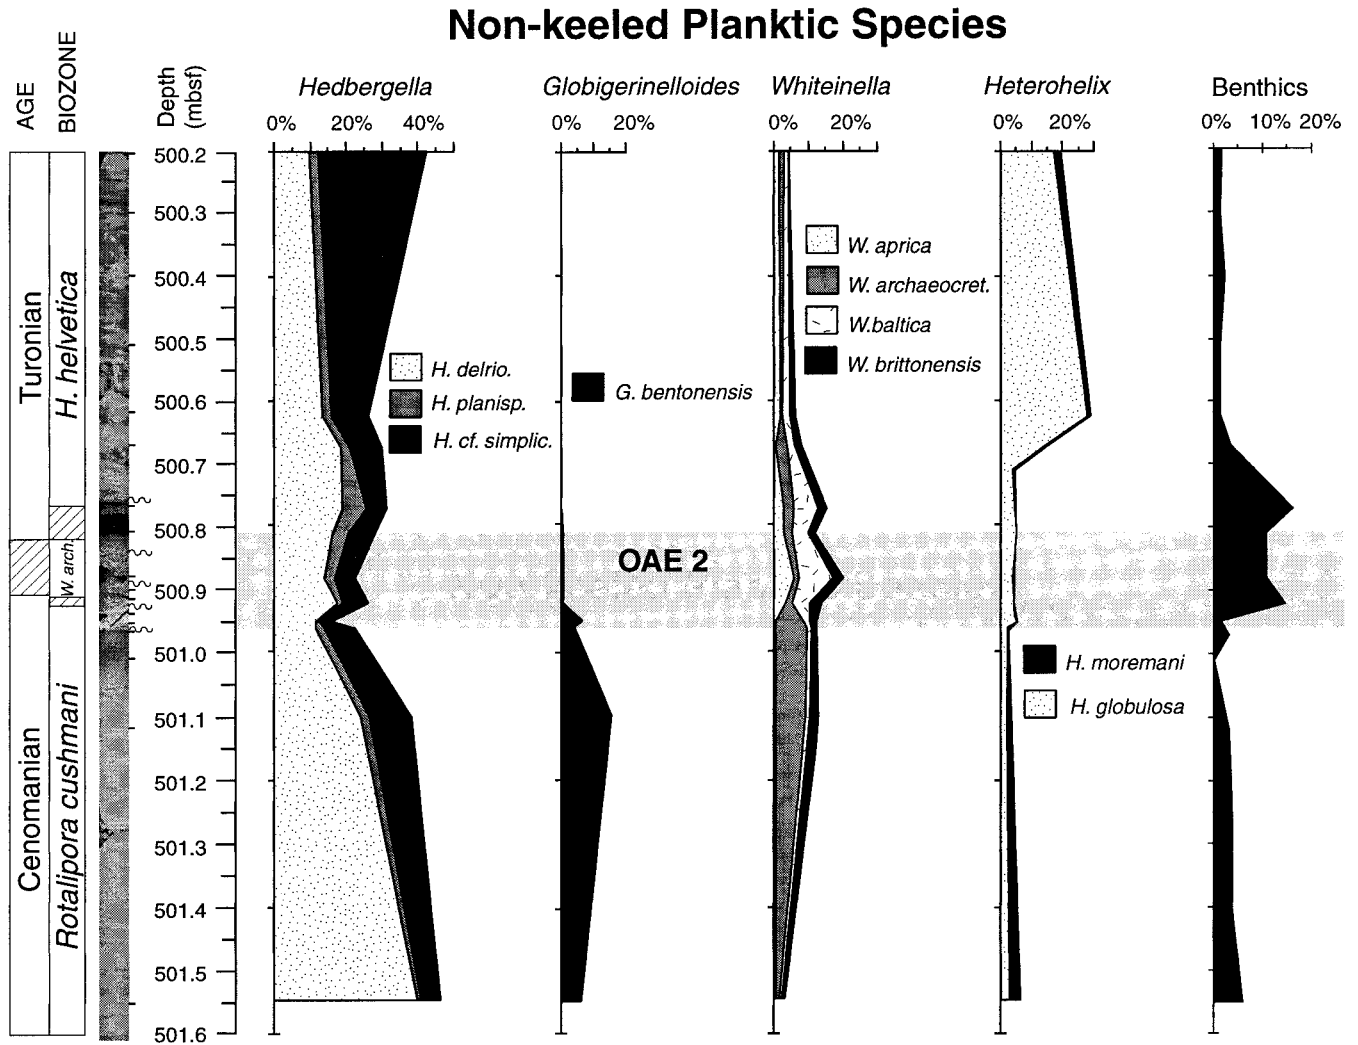 Non-keeled Planktic Species
AGE
BIOZONE
Depth (mbsf)
Hedbergella
Globigerinelloides
Whiteinella
Heterohelix
Benthics
0% 20% 40%
0% 20%
0% 20%
0% 20%
0% 10% 20%
500.2
500.3
500.4
500.5
500.6
500.7
500.8
500.9
501.0
501.1
501.2
501.3
501.4
501.5
501.6
Turonian
Cenomanian
H. helvetica
W. arch.
Rotalipora cushmani
H. delrio.
H. planisp.
H. cf. simplic.
G. bentonensis
W. aprica
W. archaeocret.
W.baltica
W. brittonensis
OAE 2
H. moremani
H. globulosa